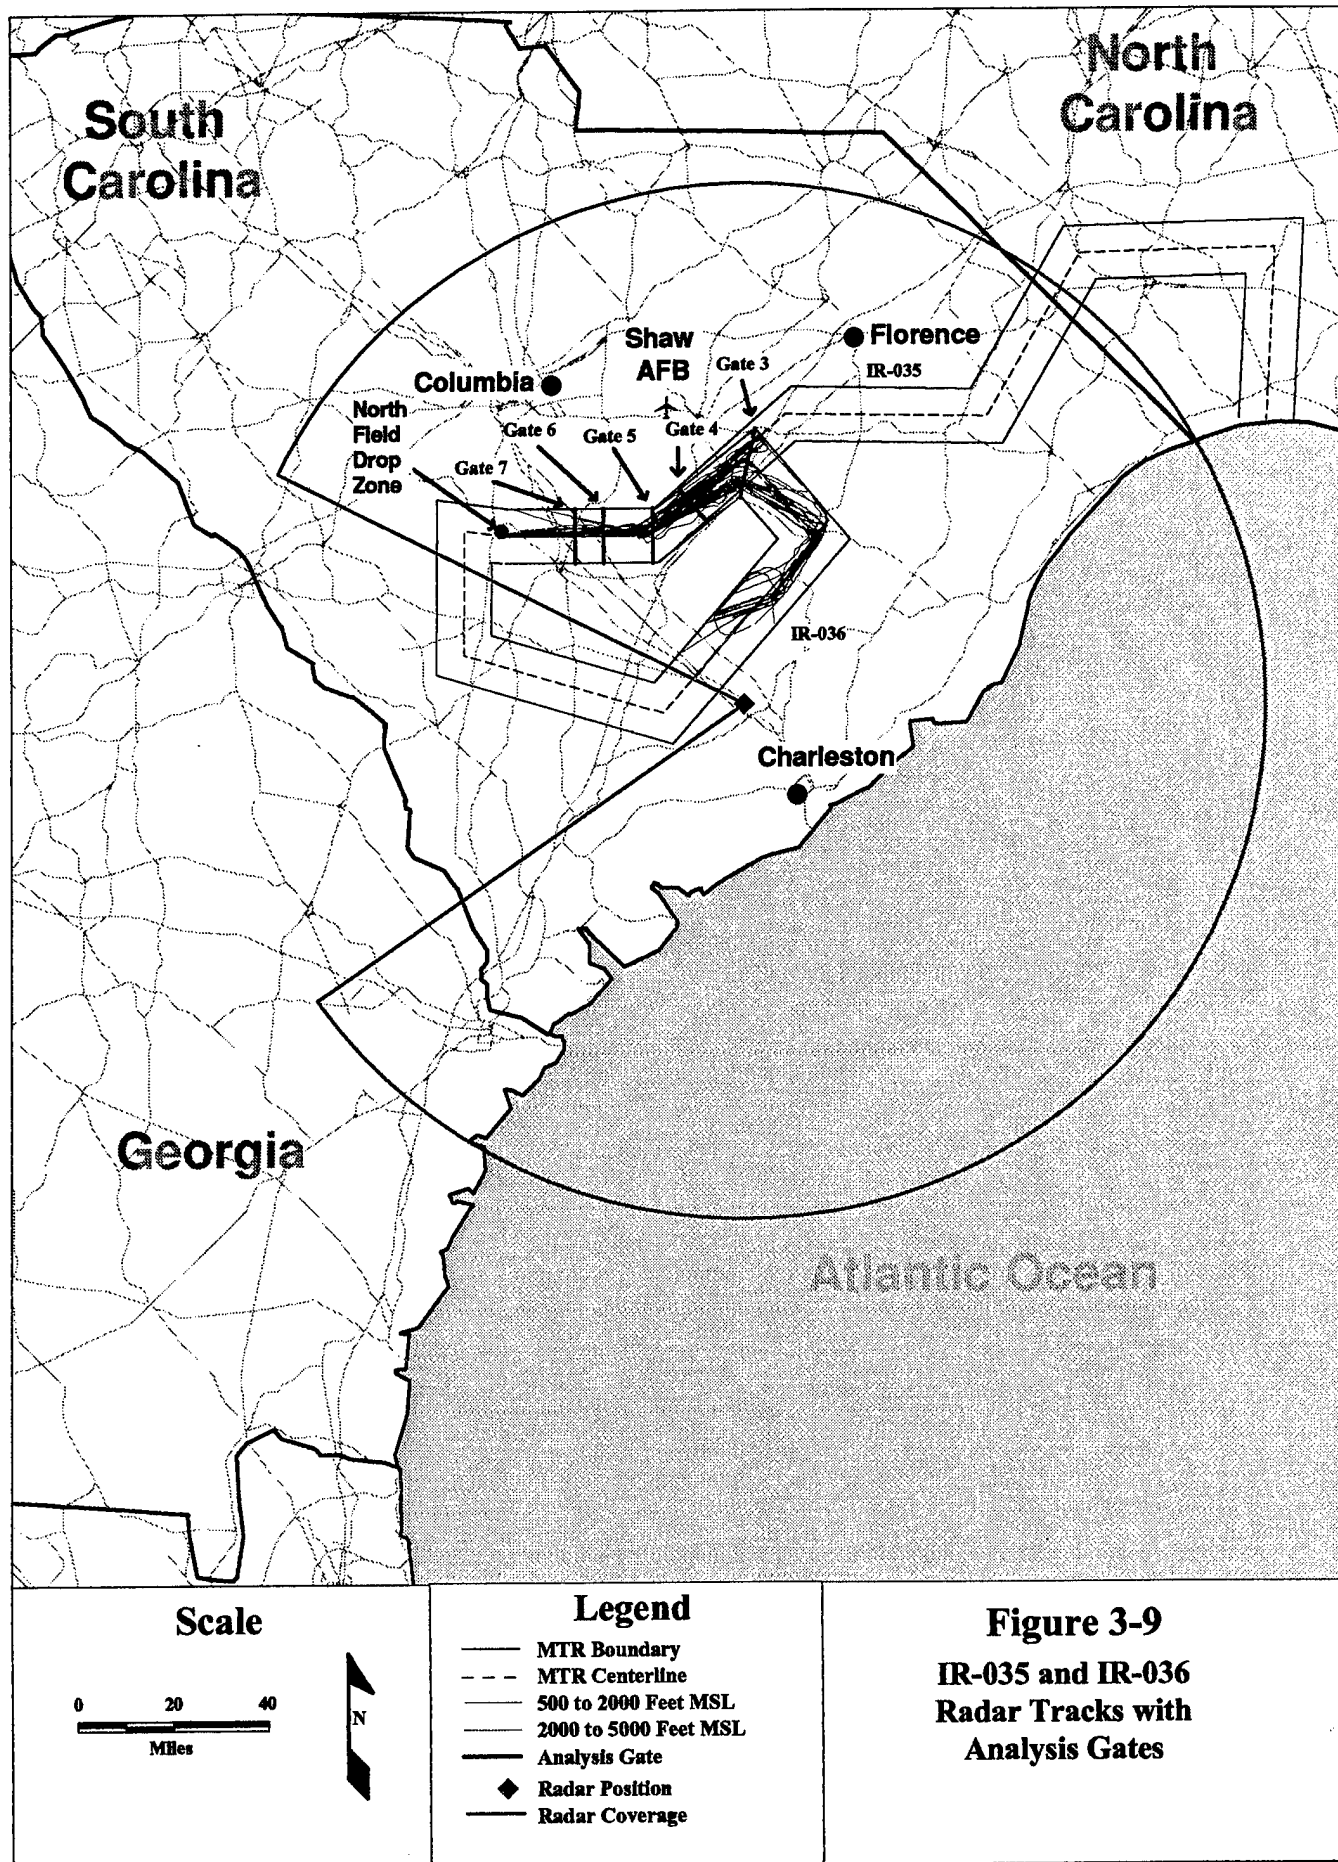 North
Carolina
South
Carolina
Shaw
AFB
Florence
Gate 3
IR-035
Columbia
North
Field
Drop
Zone
Gate 6
Gate 5
Gate 4
Gate 7
IR-036
Charleston
Georgia
Atlantic Ocean
Scale
0 20 40
Miles
N
Legend
MTR Boundary
MTR Centerline
500 to 2000 Feet MSL
2000 to 5000 Feet MSL
Analysis Gate
Radar Position
Radar Coverage
Figure 3-9
IR-035 and IR-036
Radar Tracks with
Analysis Gates